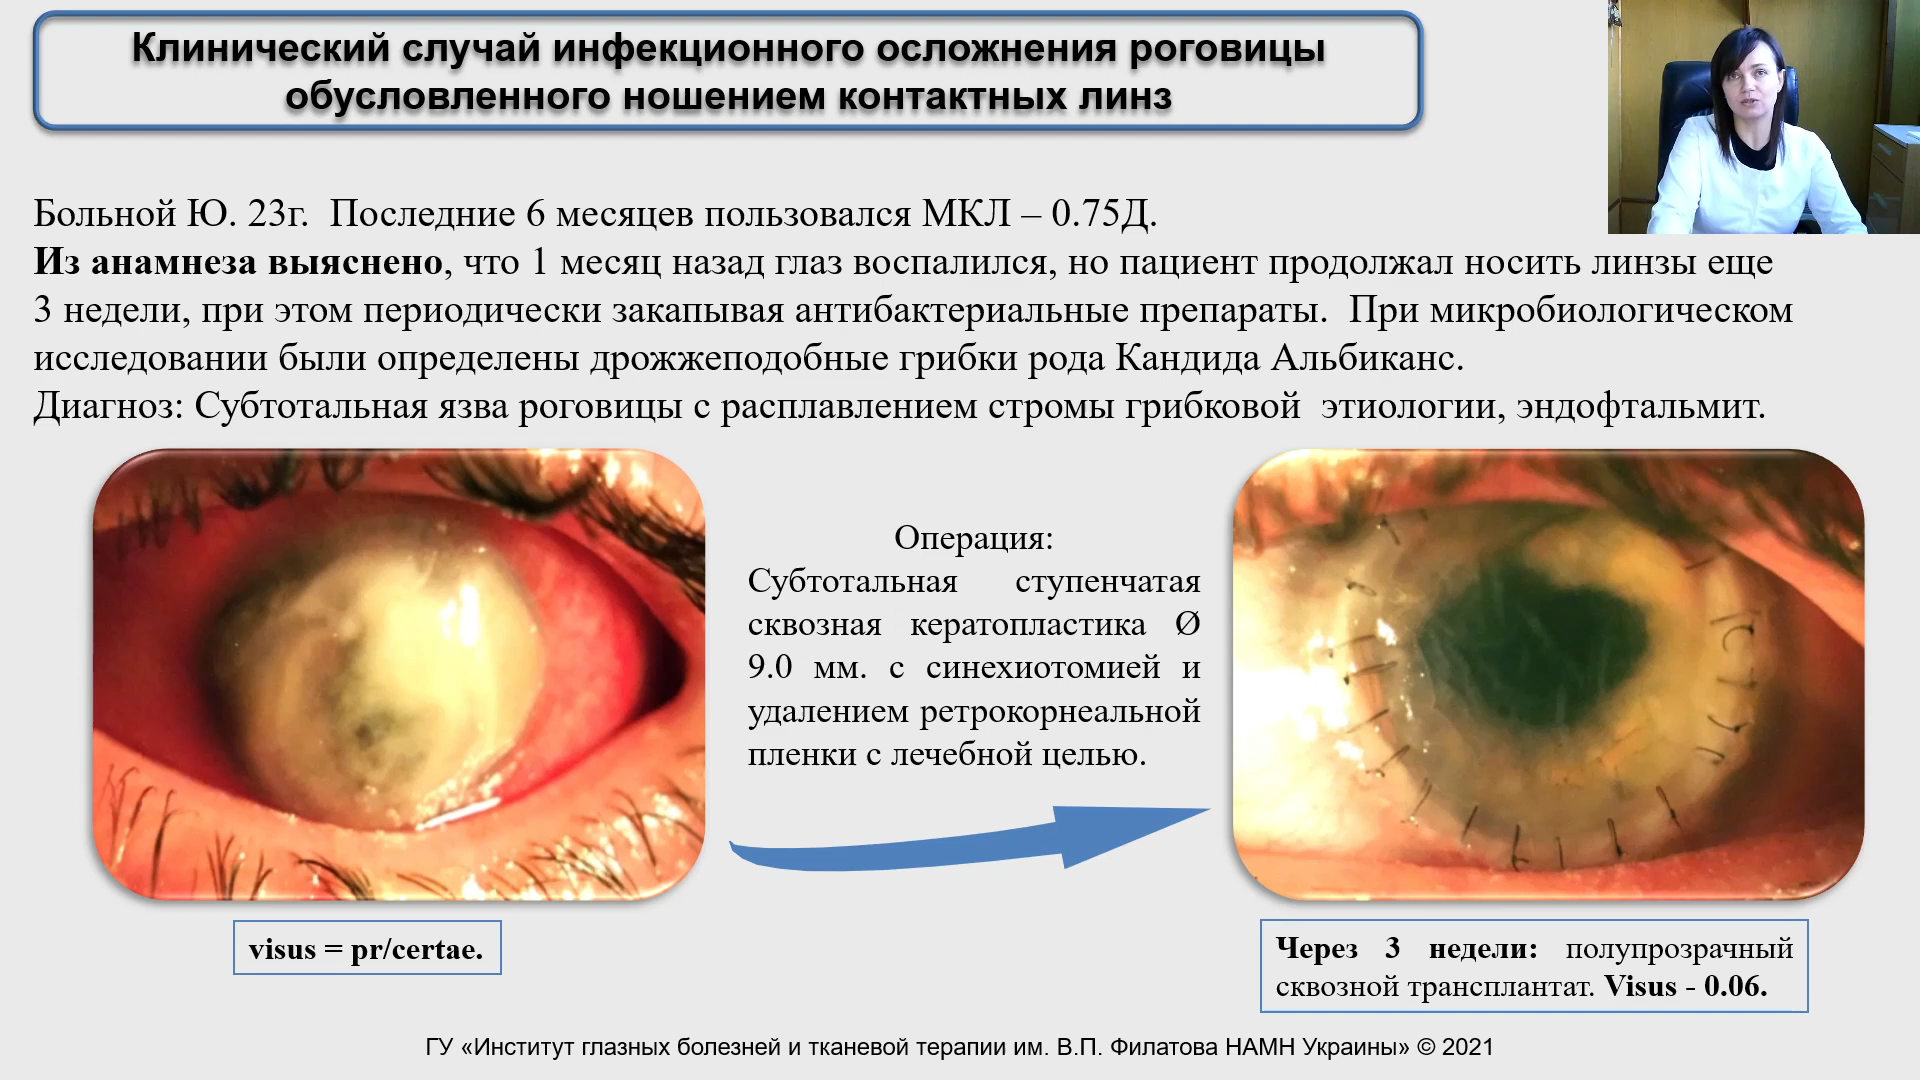 Клинический случай инфекционного осложнения роговицы
обусловленного ношением контактных линз
Больной Ю. 23г.  Последние 6 месяцев пользовался МКЛ – 0.75Д.
Из анамнеза выяснено, что 1 месяц назад глаз воспалился, но пациент продолжал носить линзы еще
3 недели, при этом периодически закапывая антибактериальные препараты.  При микробиологическом
исследовании были определены дрожжеподобные грибки рода Кандида Альбиканс.
Диагноз: Субтотальная язва роговицы с расплавлением стромы грибковой  этиологии, эндофтальмит.
Операция:
Субтотальная ступенчатая
сквозная кератопластика Ø
9.0 мм. с синехиотомией и
удалением ретрокорнеальной
пленки с лечебной целью.
visus = pr/certae.
Через 3 недели: полупрозрачный
сквозной трансплантат. Visus - 0.06.
ГУ «Институт глазных болезней и тканевой терапии им. В.П. Филатова НАМН Украины» © 2021